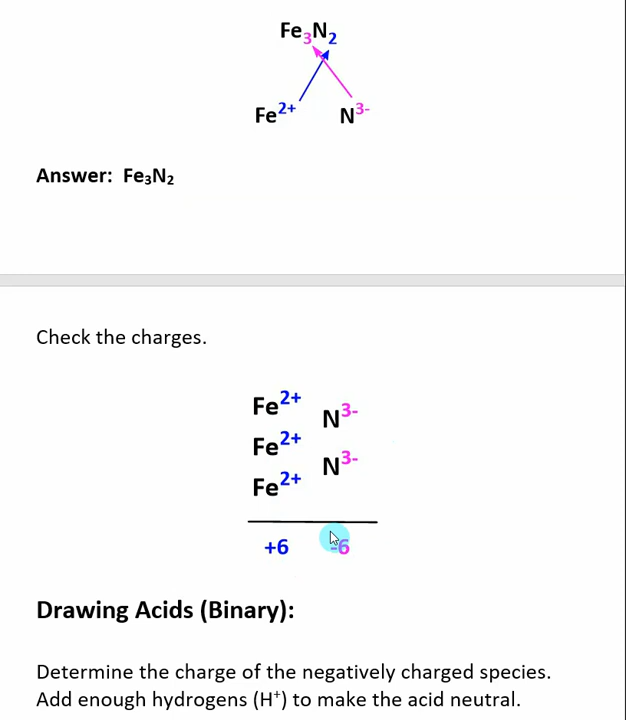 Fe₃N₂
Fe²⁺ N³⁻
Answer: Fe₃N₂
Check the charges.
Fe²⁺ N³⁻
Fe²⁺ N³⁻
Fe²⁺
+6 -6
Drawing Acids (Binary):
Determine the charge of the negatively charged species.
Add enough hydrogens (H⁺) to make the acid neutral.